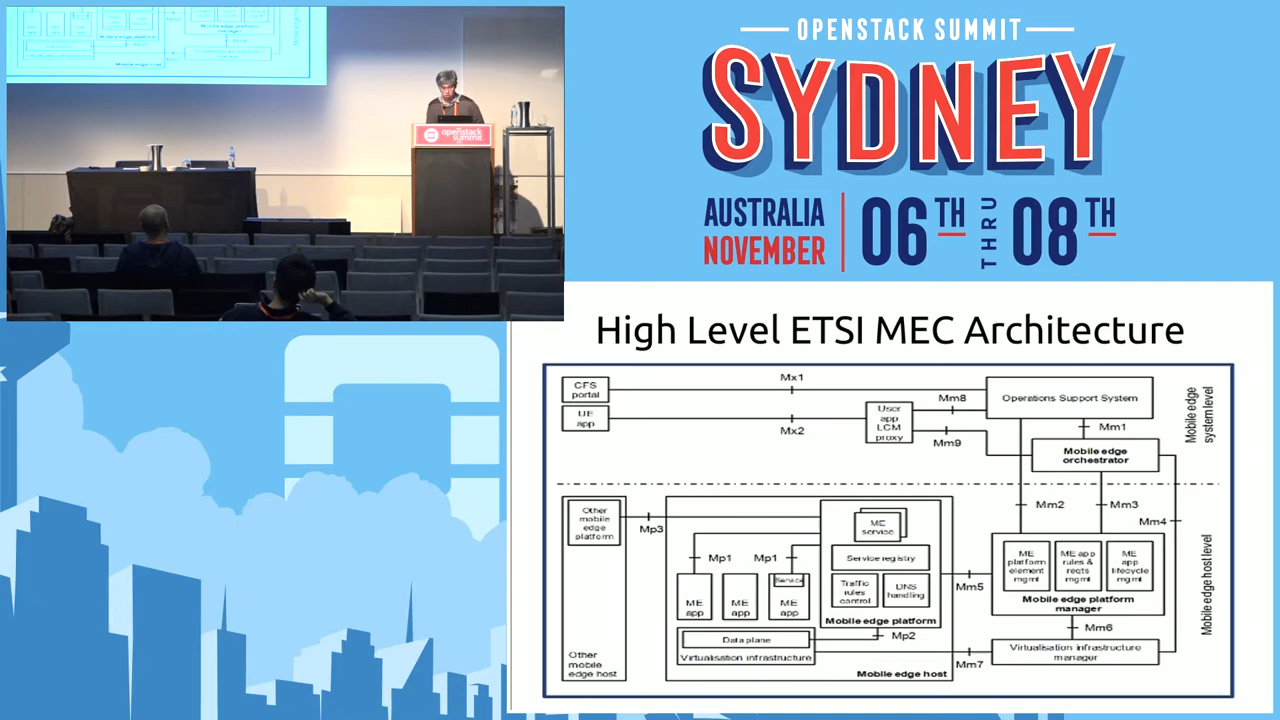 OPENSTACK SUMMIT
SYDNEY
AUSTRALIA
NOVEMBER
06TH
THRU
08TH
openstack
summit
High Level ETSI MEC Architecture
CFS
portal
Mx1
Operations Support System
Mobile edge
system level
UE
app
Mx2
User
app
LCM
proxy
Mm8
Mm9
Mm1
Mobile edge
orchestrator
Mm2
Mm3
Mm4
Other
mobile
edge
platform
Mp3
ME
service
Mp1
Mp1
Service registry
Mm5
ME
platform
element
mgmt
ME app
rules &
reqts
mgmt
ME
app
lifecycle
mgmt
Mobile edge host level
ME
app
ME
app
Service
ME
app
Traffic
rules
control
DNS
handling
Mobile edge platform
manager
Mobile edge platform
Data plane
Mp2
Mm6
Virtualisation infrastructure
Mm7
Virtualisation infrastructure
manager
Other
mobile
edge host
Mobile edge host